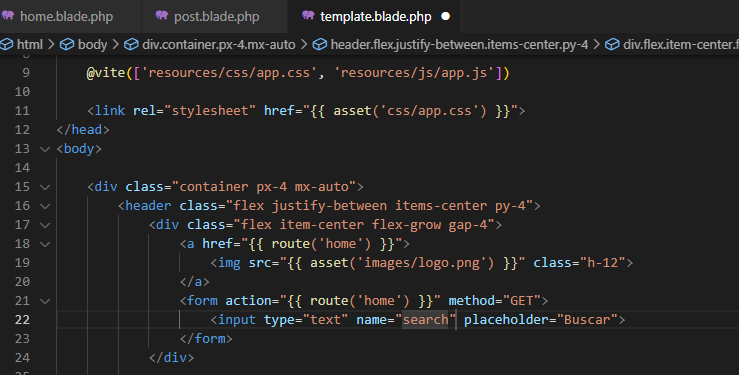 home.blade.php post.blade.php template.blade.php
html > body > div.container.px-4.mx-auto > header.flex.justify-between.items-center.py-4 > div.flex.item-center.f
9 @vite(['resources/css/app.css', 'resources/js/app.js'])
10
11 <link rel="stylesheet" href="{{ asset('css/app.css') }}">
12 </head>
13 <body>
14
15 <div class="container px-4 mx-auto">
16 <header class="flex justify-between items-center py-4">
17 <div class="flex item-center flex-grow gap-4">
18 <a href="{{ route('home') }}">
19 <img src="{{ asset('images/logo.png') }}" class="h-12">
20 </a>
21 <form action="{{ route('home') }}" method="GET">
22 <input type="text" name="search" placeholder="Buscar">
23 </form>
24 </div>